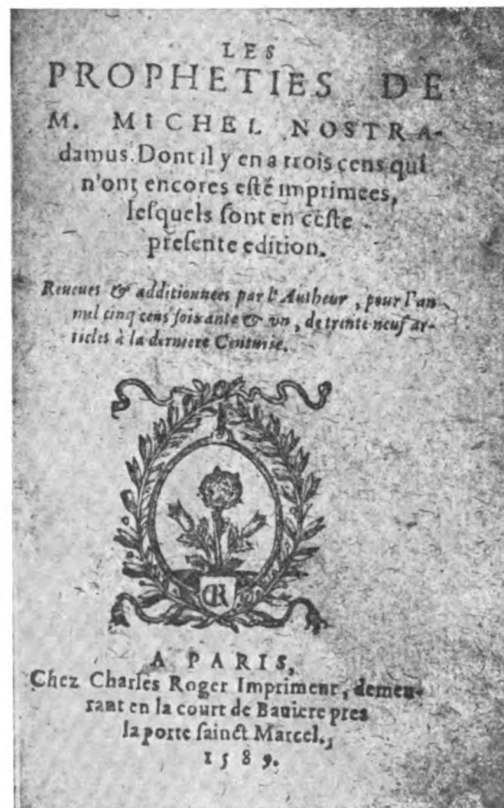 LES
PROPHETIES DE
M. MICHEL NOSTRA-
damus. Dont il y en a trois cens qui
n'ont encores eſté imprimees,
leſquels ſont en ceſte
preſente edition.
Reueues & additionnees par l'Autheur, pour l'an
mil cinq cens ſoixante & vn, de trente neuf ar-
ticles à la derniere Centurie.
CR
A PARIS,
Chez Charles Roger Imprimeur, demeu-
rant en la court de Bauiere pres
la porte ſainct Marcel.
1589.